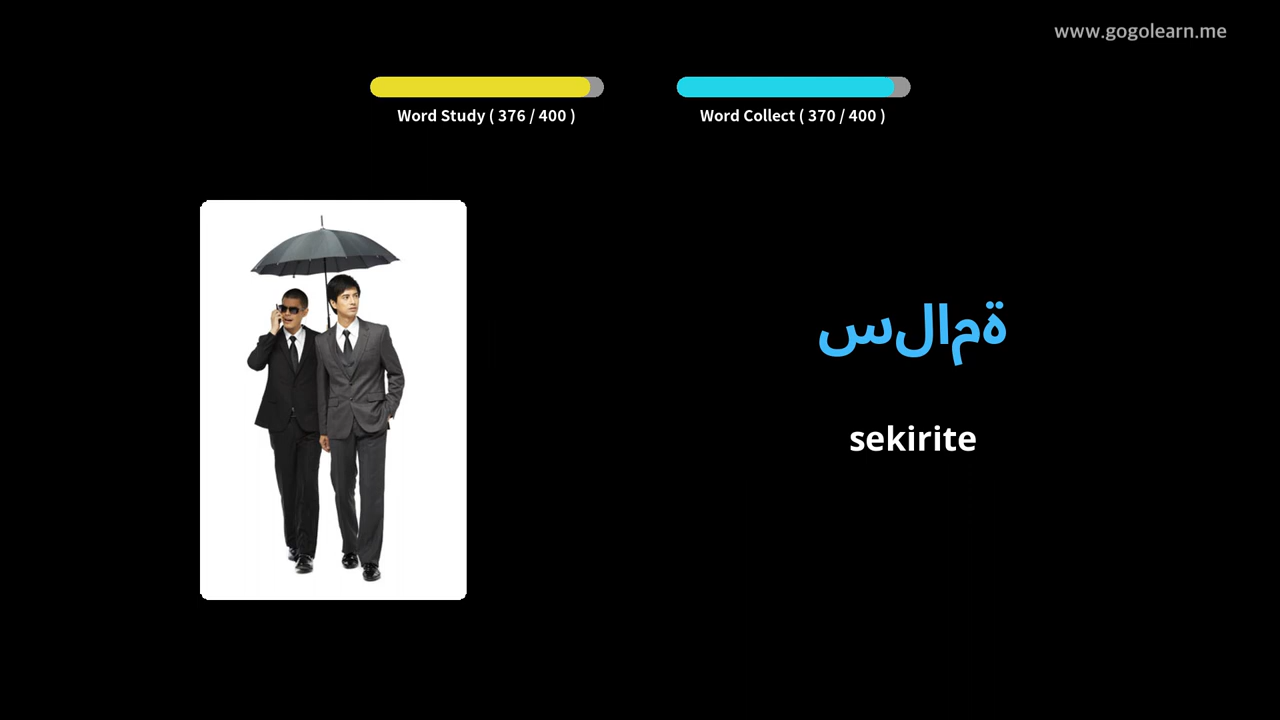 www.gogolearn.me
Word Study ( 376 / 400 )
Word Collect ( 370 / 400 )
سلامة
sekirite